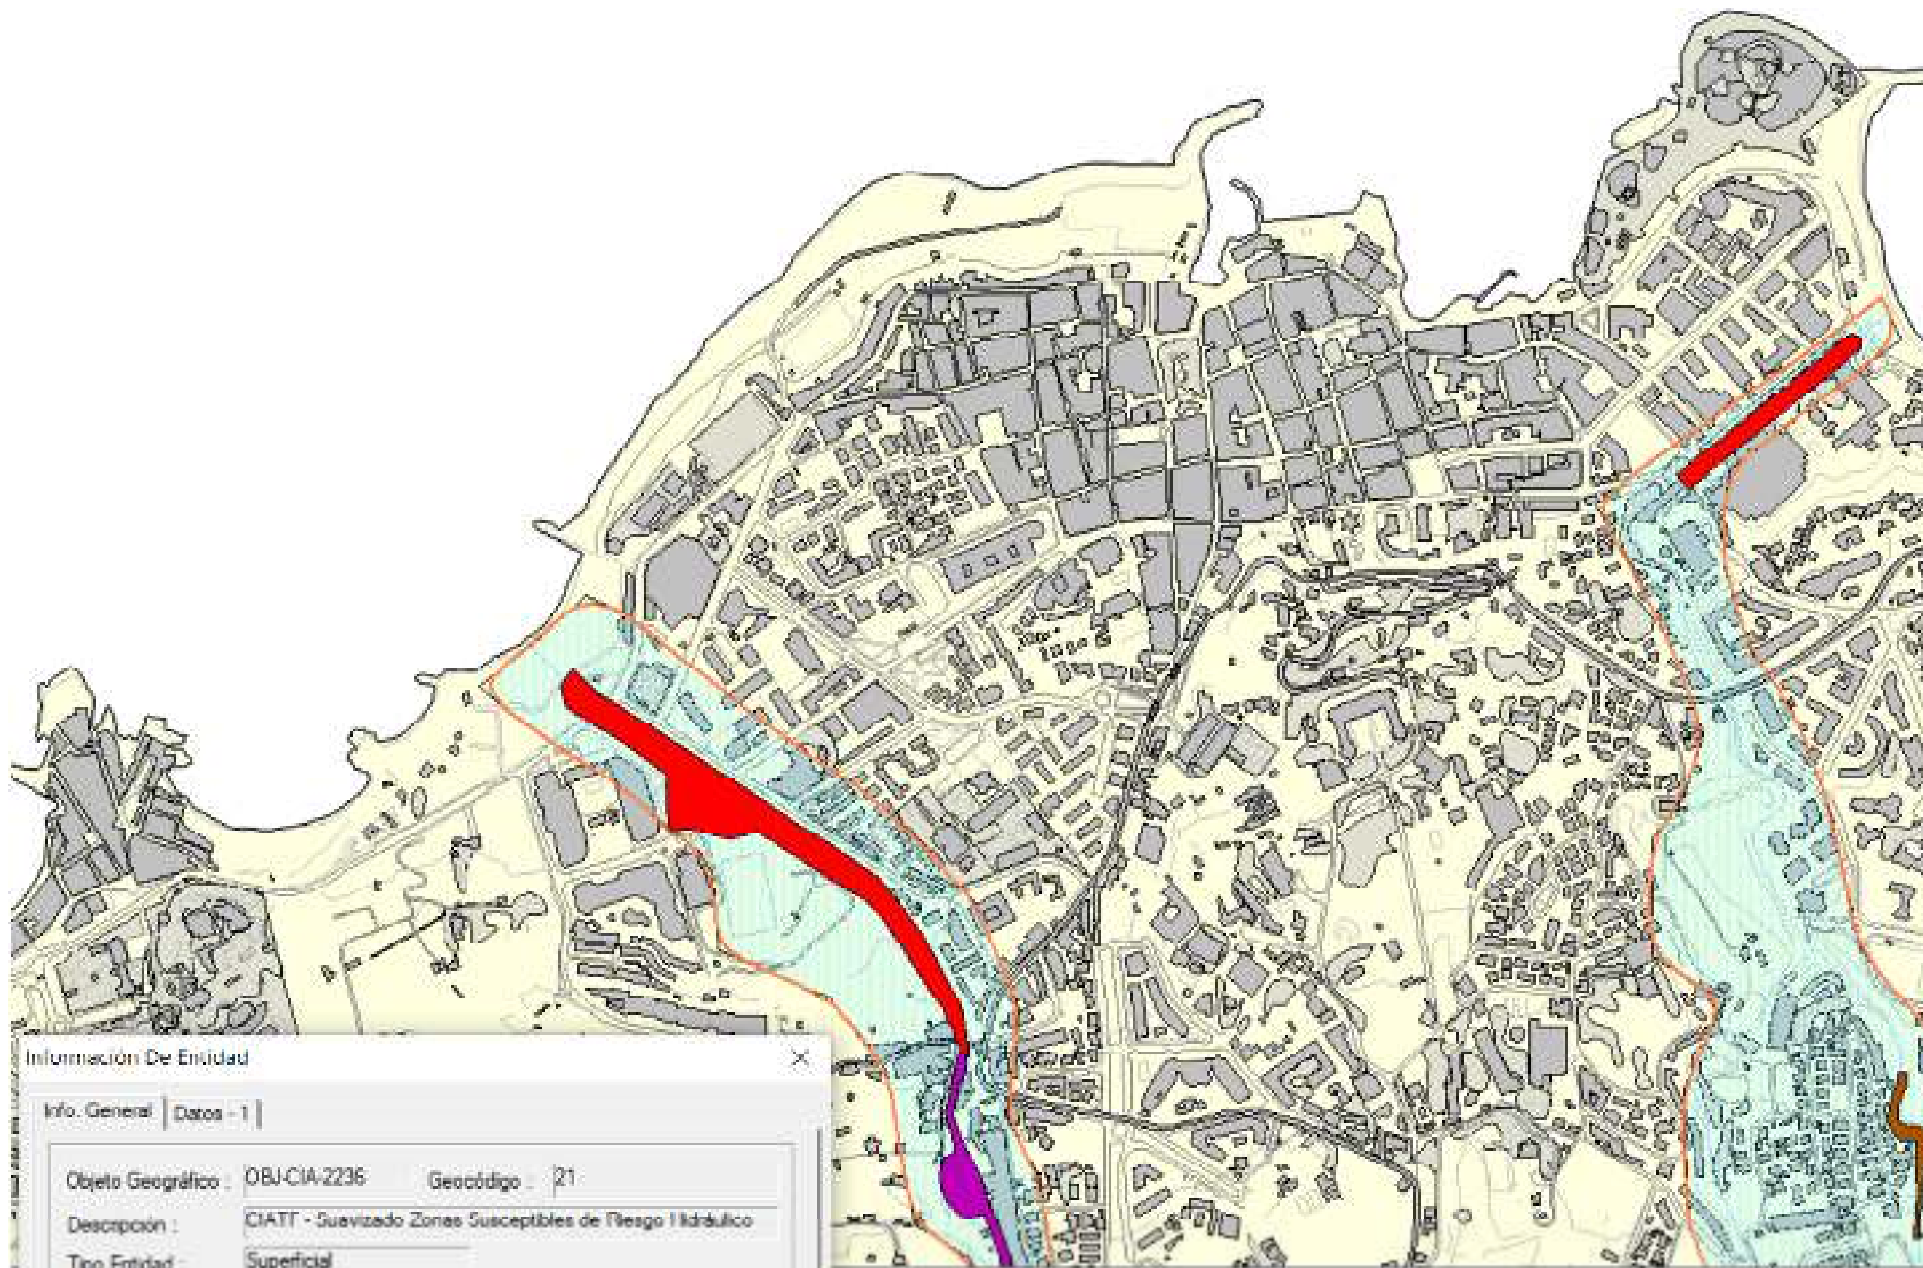 Información De Entidad
Info. General Datos - 1
Objeto Geográfico : OBJ-CIA-2236 Geocódigo : 21
Descripción : CIATF - Suavizado Zonas Susceptibles de Riesgo Hidráulico
Tipo Entidad : Superficial